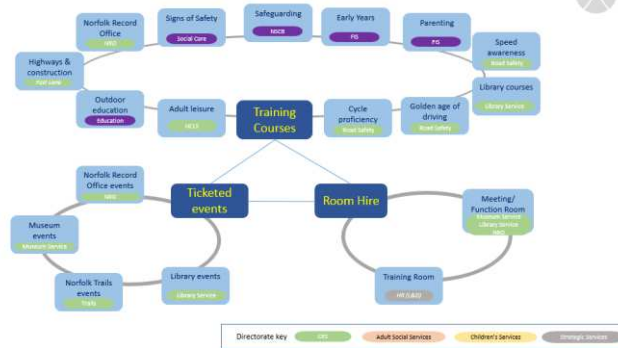 Norfolk Record
Office
NRO
Signs of Safety
Social Care
Safeguarding
NSCB
Early Years
FIS
Parenting
FIS
Speed
awareness
Road Safety
Highways &
construction
Library courses
Library Service
Outdoor
education
Education
Adult leisure
Training
Courses
Cycle
proficiency
Road Safety
Golden age of
driving
Road Safety
Norfolk Record
Office events
NRO
Ticketed
events
Room Hire
Meeting/
Function Room
Museum Service
Library Service
NRO
Museum
events
Museum Service
Norfolk Trails
events
Trails
Library events
Library Service
Training Room
Directorate key
Adult Social Services
Children's Services
Strategic Services